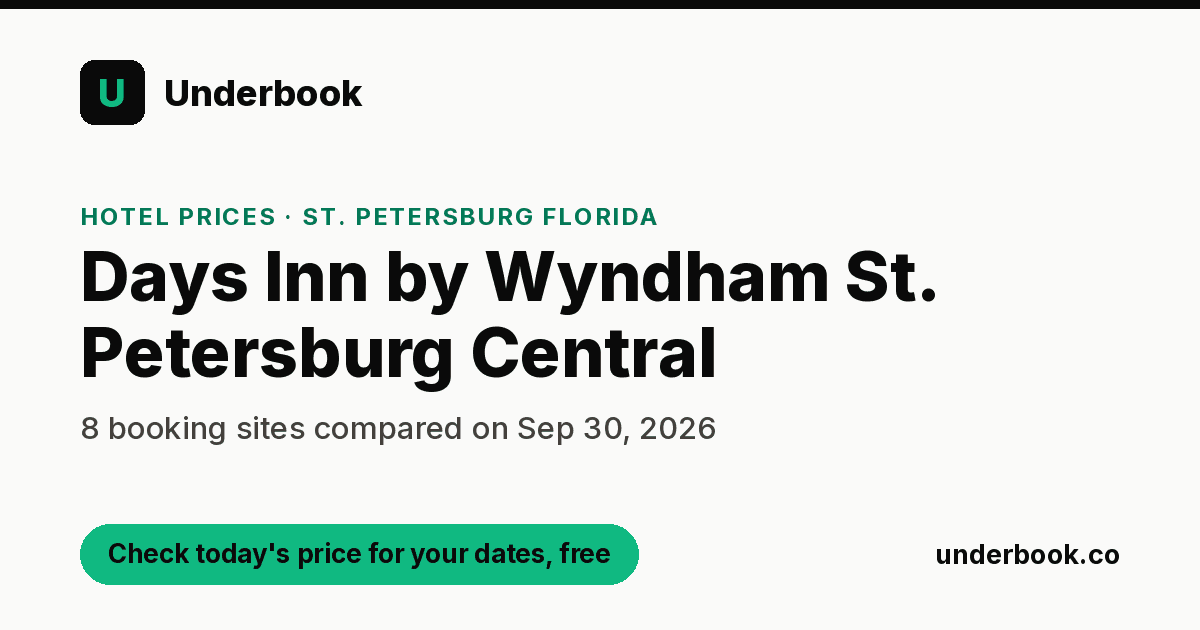 U
Underbook
HOTEL PRICES · ST. PETERSBURG FLORIDA
Days Inn by Wyndham St.
Petersburg Central
8 booking sites compared on Sep 30, 2026
Check today's price for your dates, free
underbook.co